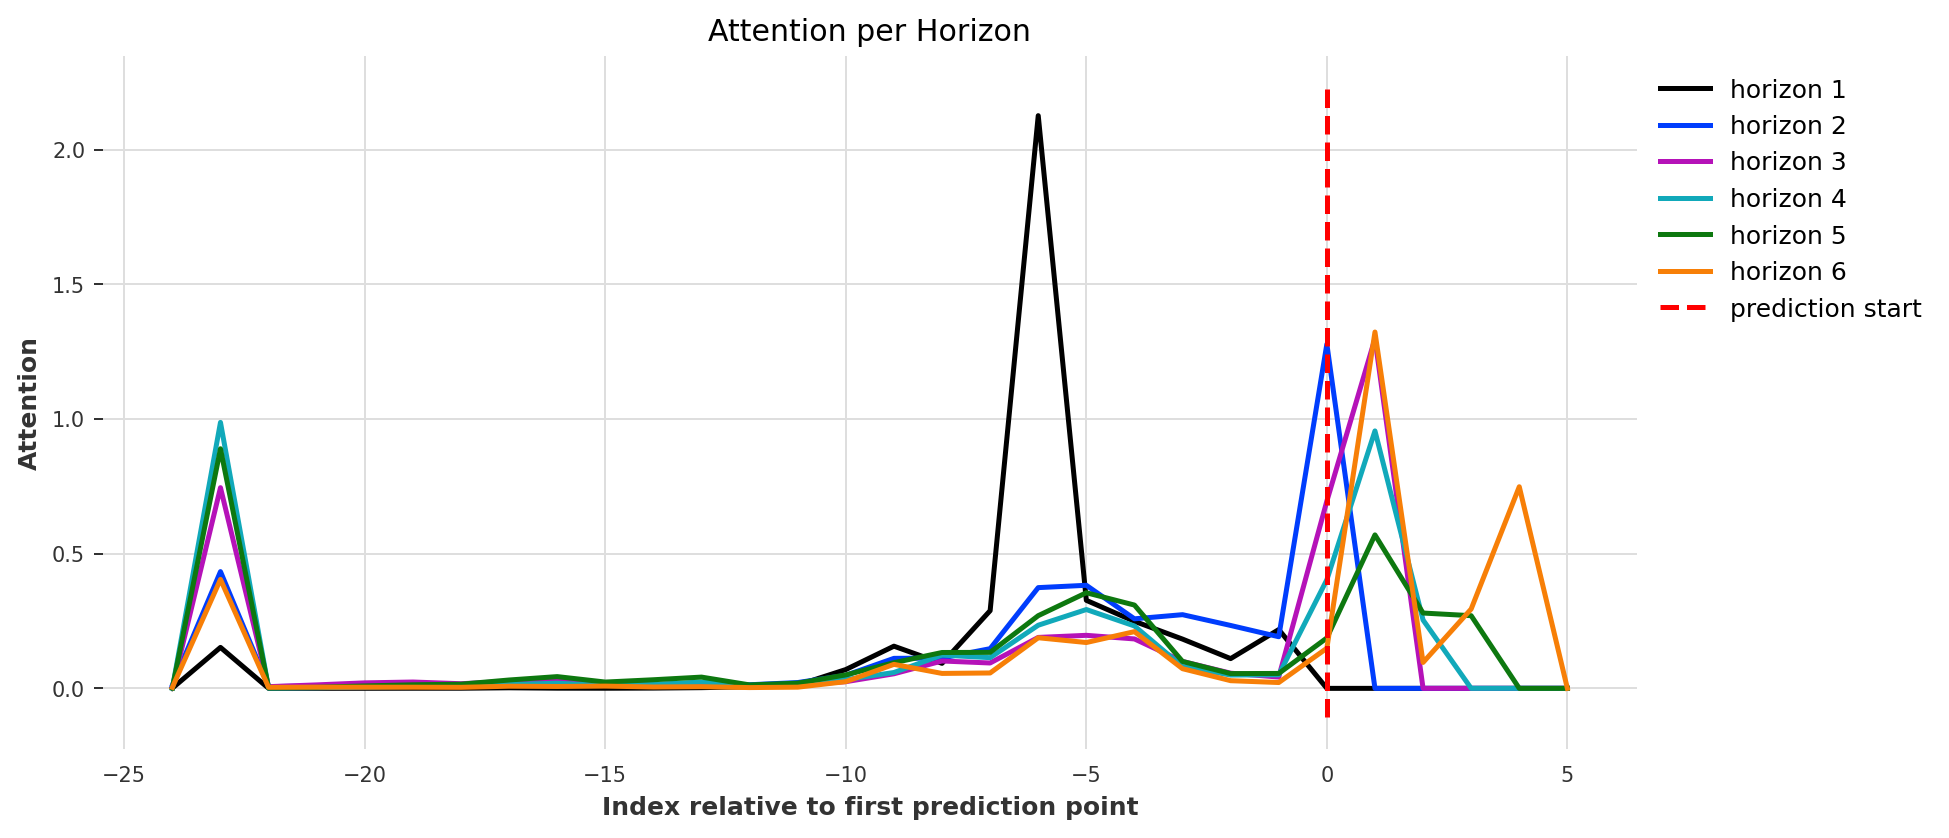 Attention per Horizon
Attention
2.0
1.5
1.0
0.5
0.0
−25
−20
−15
−10
−5
0
5
Index relative to first prediction point
horizon 1
horizon 2
horizon 3
horizon 4
horizon 5
horizon 6
prediction start